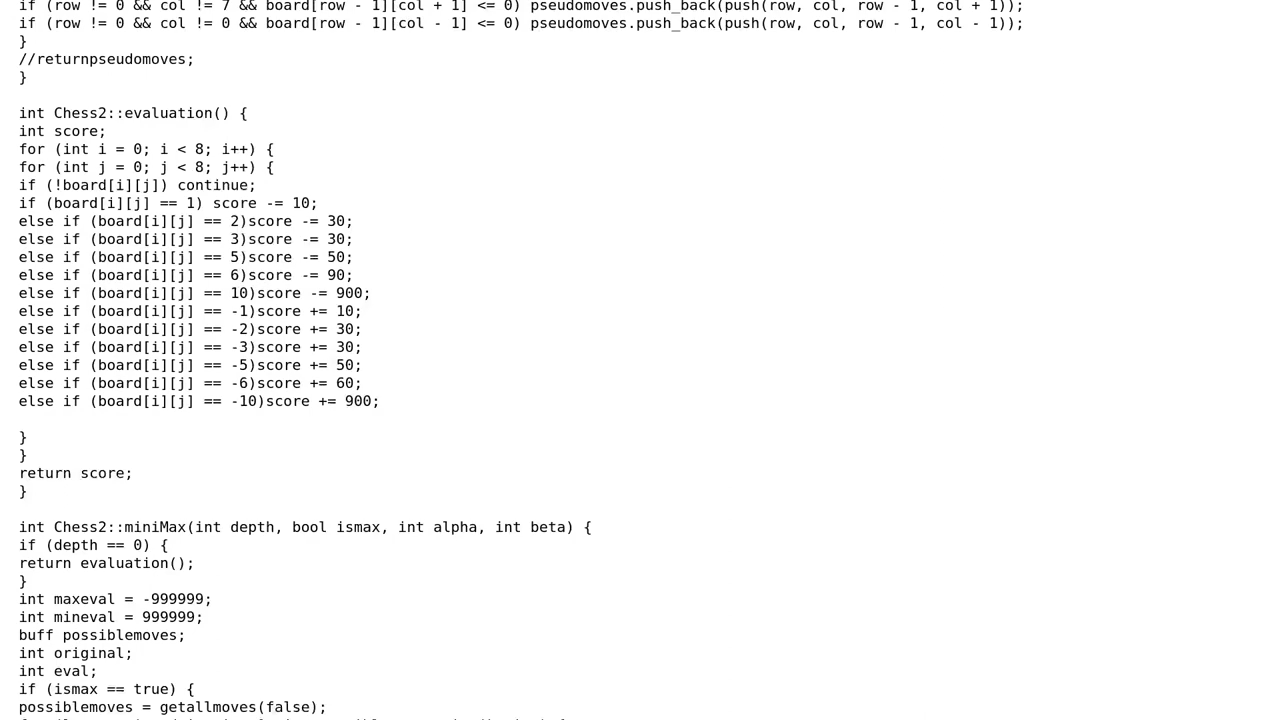 if (row != 0 && col != 7 && board[row - 1][col + 1] <= 0) pseudomoves.push_back(push(row, col, row - 1, col + 1));
if (row != 0 && col != 0 && board[row - 1][col - 1] <= 0) pseudomoves.push_back(push(row, col, row - 1, col - 1));
}
//returnpseudomoves;
}
int Chess2::evaluation() {
int score;
for (int i = 0; i < 8; i++) {
for (int j = 0; j < 8; j++) {
if (!board[i][j]) continue;
if (board[i][j] == 1) score -= 10;
else if (board[i][j] == 2)score -= 30;
else if (board[i][j] == 3)score -= 30;
else if (board[i][j] == 5)score -= 50;
else if (board[i][j] == 6)score -= 90;
else if (board[i][j] == 10)score -= 900;
else if (board[i][j] == -1)score += 10;
else if (board[i][j] == -2)score += 30;
else if (board[i][j] == -3)score += 30;
else if (board[i][j] == -5)score += 50;
else if (board[i][j] == -6)score += 60;
else if (board[i][j] == -10)score += 900;
}
}
return score;
}
int Chess2::miniMax(int depth, bool ismax, int alpha, int beta) {
if (depth == 0) {
return evaluation();
}
int maxeval = -999999;
int mineval = 999999;
buff possiblemoves;
int original;
int eval;
if (ismax == true) {
possiblemoves = getallmoves(false);